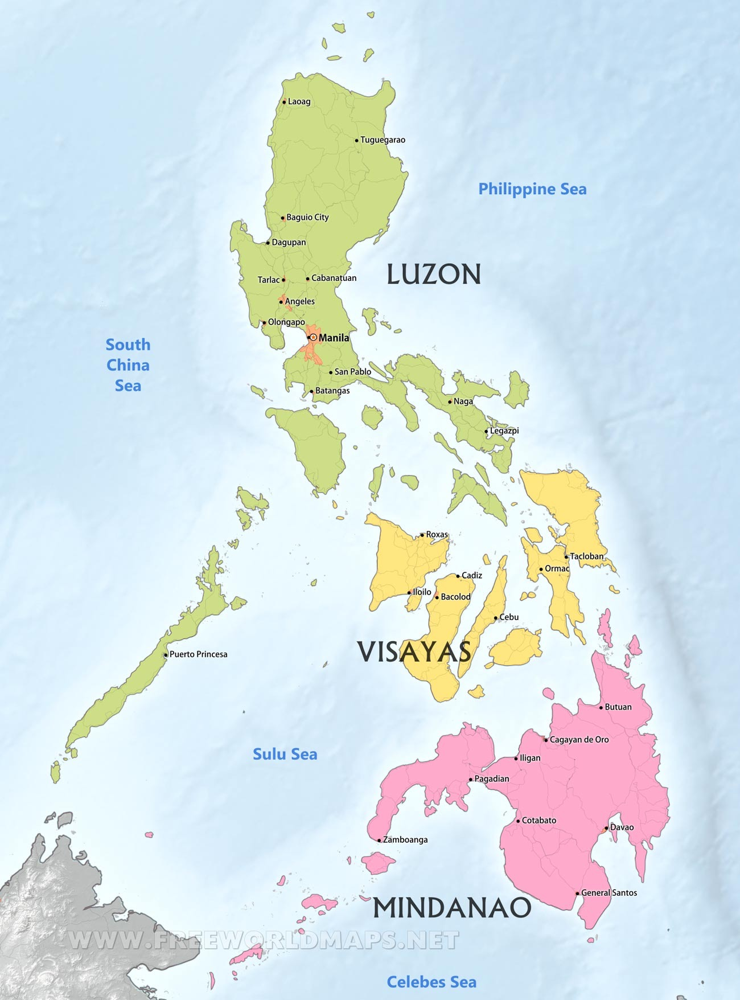 Laoag
Tuguegarao
Philippine Sea
Baguio City
Dagupan
LUZON
Tarlac
Cabanatuan
Angeles
Olongapo
Manila
South
China
Sea
San Pablo
Batangas
Naga
Legazpi
Roxas
Tacloban
Ormac
Cadiz
Iloilo
Bacolod
Cebu
VISAYAS
Puerto Princesa
Butuan
Cagayan de Oro
Sulu Sea
Iligan
Pagadian
Cotabato
Davao
Zamboanga
General Santos
MINDANAO
WWW.FREEWORLDMAPS.NET
Celebes Sea